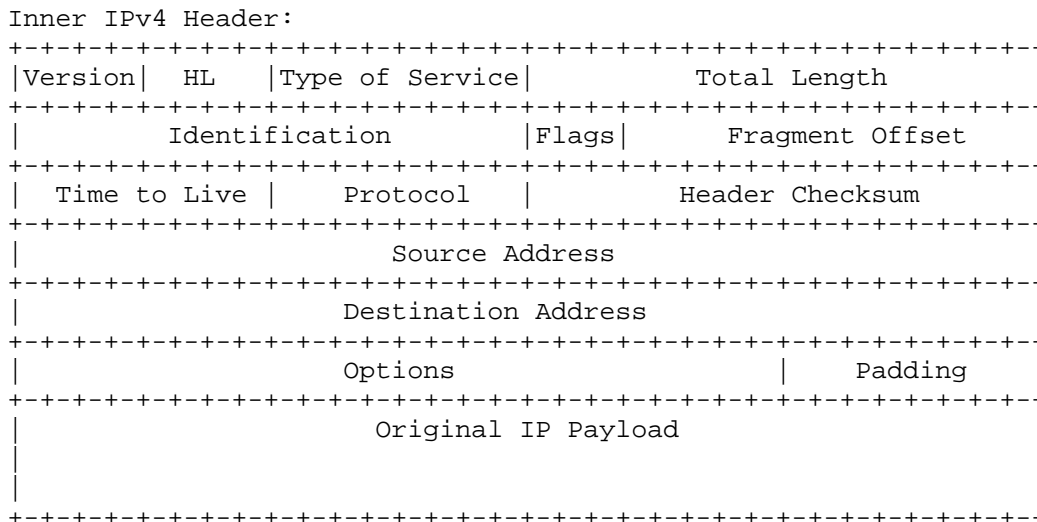 Inner IPv4 Header:
+-+-+-+-+-+-+-+-+-+-+-+-+-+-+-+-+-+-+-+-+-+-+-+-+-+-+-+-+-+-+-+-+-
|Version|  HL   |Type of Service|          Total Length
+-+-+-+-+-+-+-+-+-+-+-+-+-+-+-+-+-+-+-+-+-+-+-+-+-+-+-+-+-+-+-+-+-
|         Identification        |Flags|      Fragment Offset
+-+-+-+-+-+-+-+-+-+-+-+-+-+-+-+-+-+-+-+-+-+-+-+-+-+-+-+-+-+-+-+-+-
|  Time to Live |    Protocol   |         Header Checksum
+-+-+-+-+-+-+-+-+-+-+-+-+-+-+-+-+-+-+-+-+-+-+-+-+-+-+-+-+-+-+-+-+-
|                       Source Address
+-+-+-+-+-+-+-+-+-+-+-+-+-+-+-+-+-+-+-+-+-+-+-+-+-+-+-+-+-+-+-+-+-
|                    Destination Address
+-+-+-+-+-+-+-+-+-+-+-+-+-+-+-+-+-+-+-+-+-+-+-+-+-+-+-+-+-+-+-+-+-
|                    Options                    |    Padding
+-+-+-+-+-+-+-+-+-+-+-+-+-+-+-+-+-+-+-+-+-+-+-+-+-+-+-+-+-+-+-+-+-
|                      Original IP Payload
|
|
+-+-+-+-+-+-+-+-+-+-+-+-+-+-+-+-+-+-+-+-+-+-+-+-+-+-+-+-+-+-+-+-+-